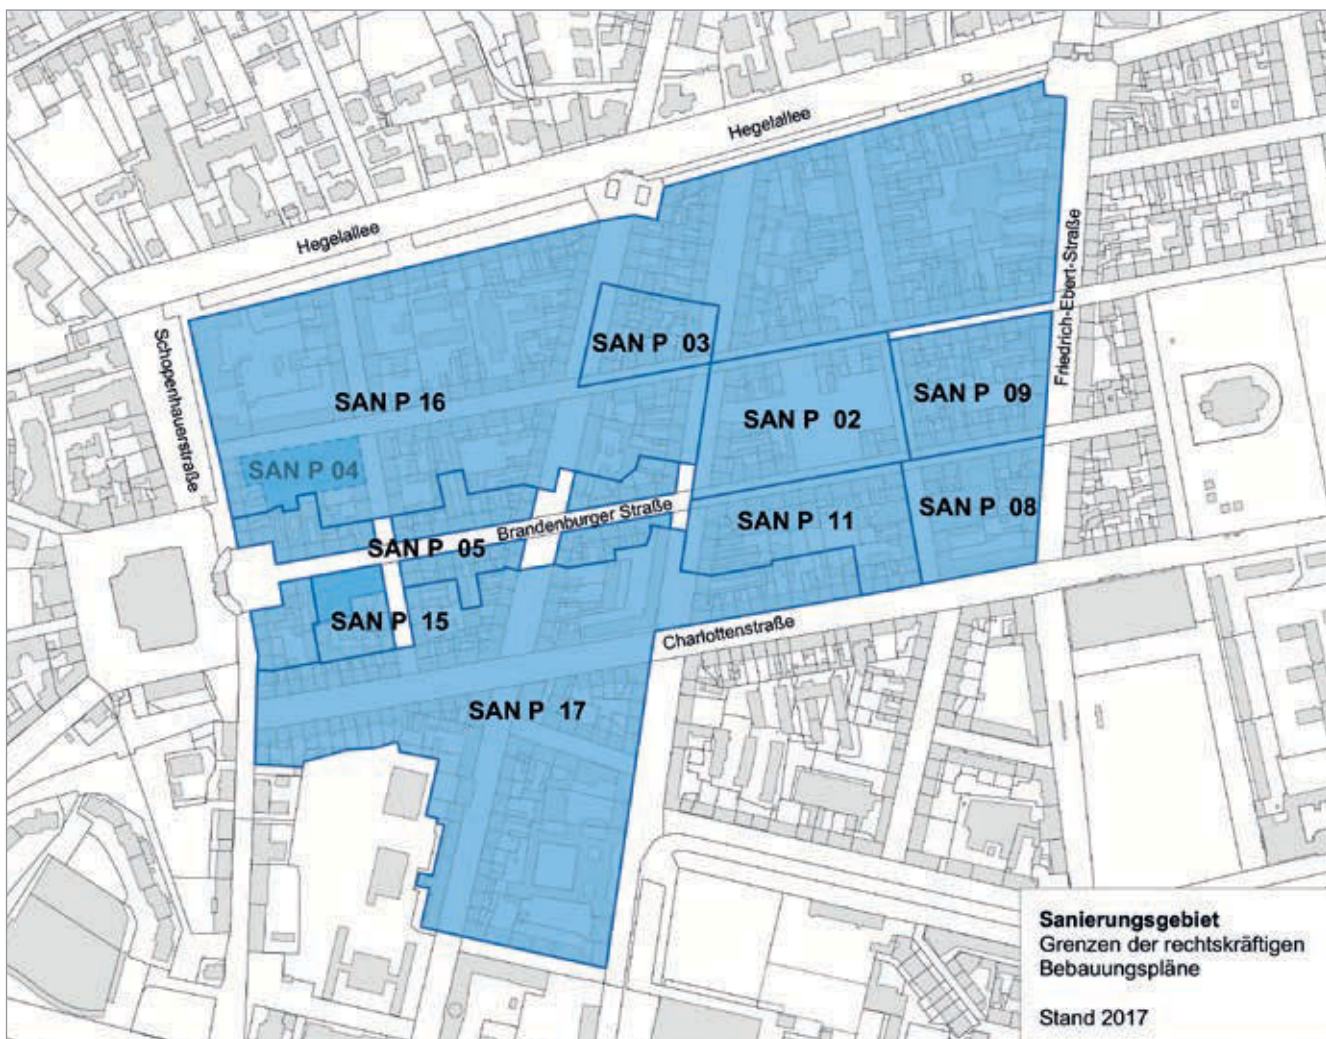 Hegelallee
Hegelallee
Schopenhauerstraße
Friedrich-Ebert-Straße
SAN P 03
SAN P 16
SAN P 02
SAN P 09
SAN P 04
Brandenburger Straße
SAN P 11
SAN P 08
SAN P 05
SAN P 15
Charlottenstraße
SAN P 17
Sanierungsgebiet
Grenzen der rechtskräftigen
Bebauungspläne
Stand 2017